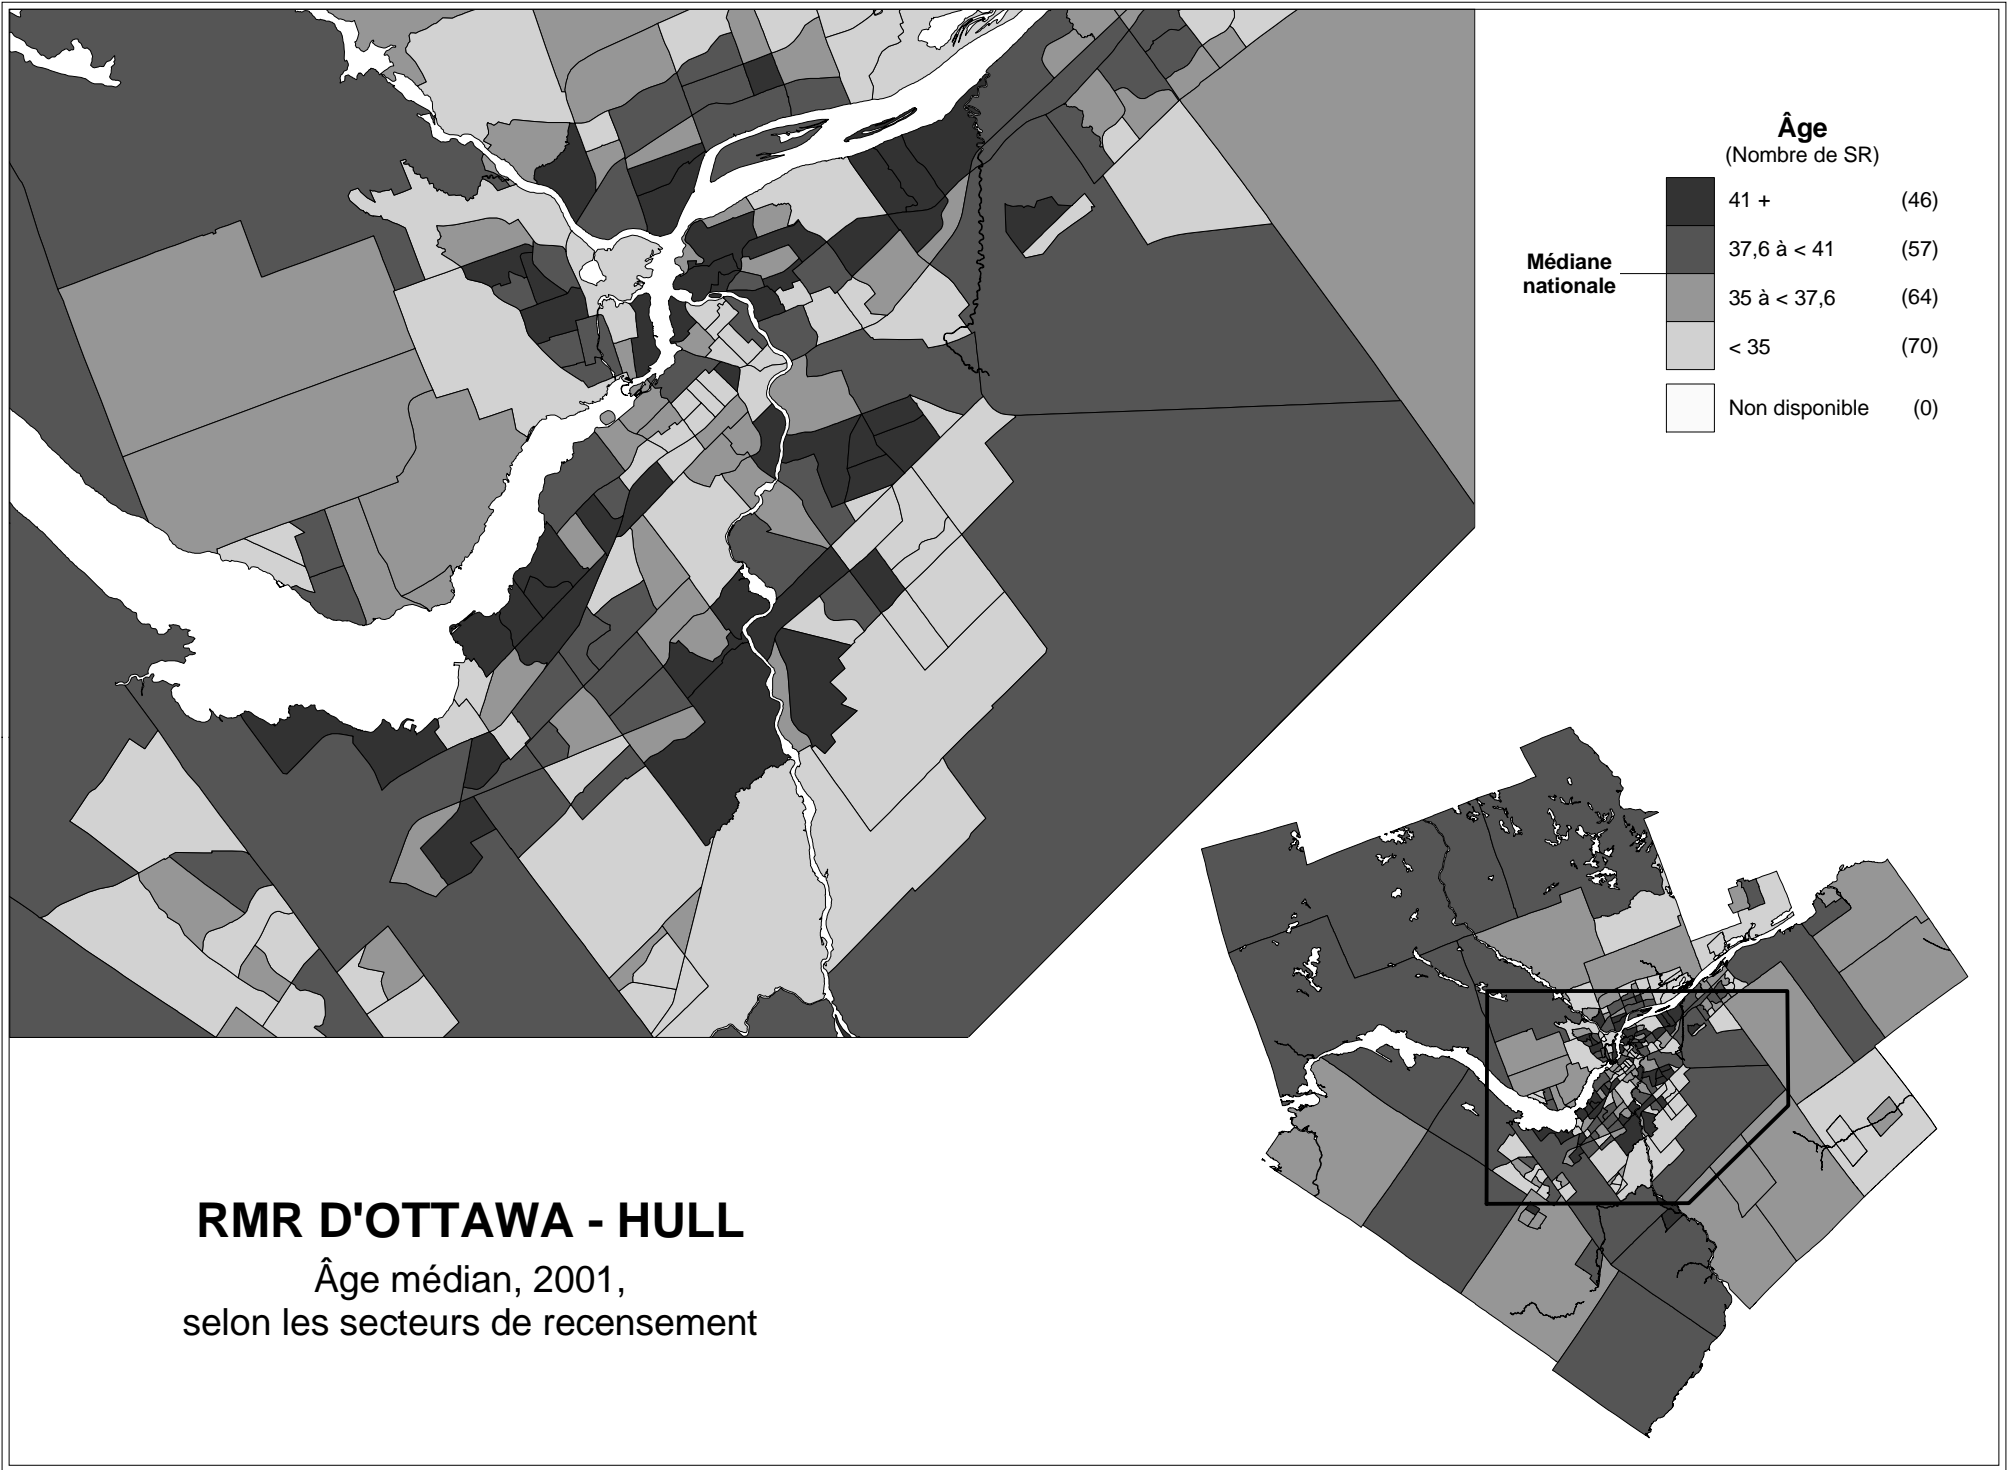 Âge
(Nombre de SR)
41 + (46)
37,6 à < 41 (57)
Médiane
nationale
35 à < 37,6 (64)
< 35 (70)
Non disponible (0)
RMR D'OTTAWA - HULL
Âge médian, 2001,
selon les secteurs de recensement